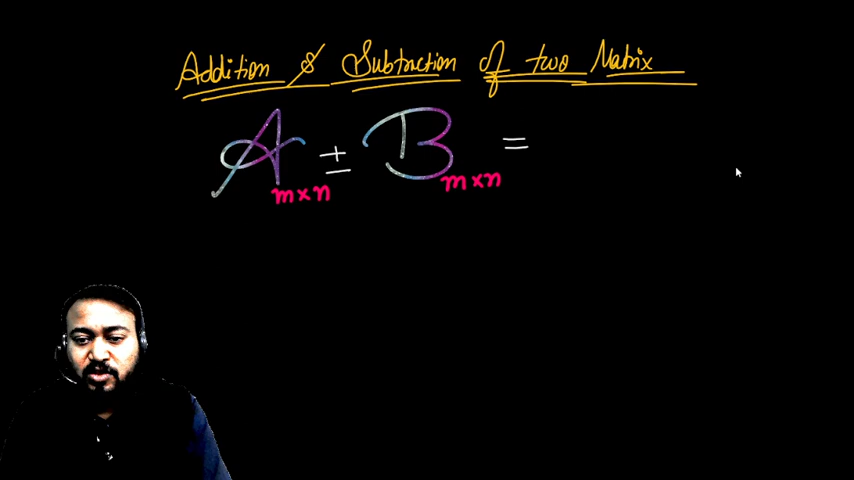 Addition & Subtraction of two Matrix
A m×n ± B m×n =